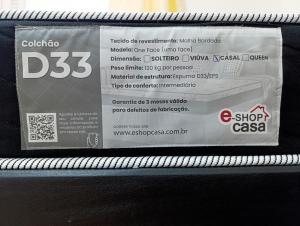 Colchão
D33
Tecido de revestimento: Malha Bordada
Modelo: One Face (uma face)
Dimensão: SOLTEIRO VIÚVA CASAL QUEEN
Peso limite: 120 kg por pessoal
Material de estrutura: Espuma D33/EPS
Tipo de conforto: Intermediário
Garantia de 3 meses válida
para defeitos de fabricação.
www.eshopcasa.com.br
e-SHOP
casa